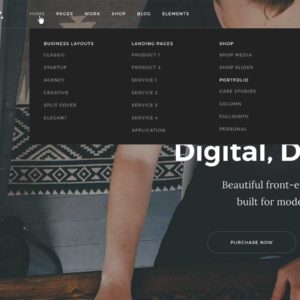 HOME PAGES WORK SHOP BLOG ELEMENTS
BUSINESS LAYOUTS
CLASSIC
STARTUP
AGENCY
CREATIVE
SPLIT COVER
ELEGANT
LANDING PAGES
PRODUCT 1
PRODUCT 2
SERVICE 1
SERVICE 2
SERVICE 3
SERVICE 4
APPLICATION
SHOP
SHOP MEDIA
SHOP SLIDER
PORTFOLIO
CASE STUDIES
COLUMN
FULLWIDTH
PERSONAL
Digital, D
Beautiful front-e
built for mode
PURCHASE NOW